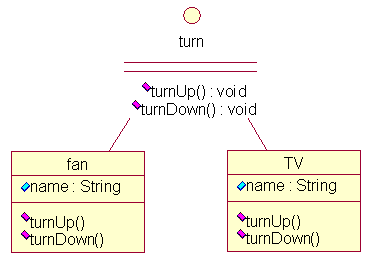 turn
turnUp() : void
turnDown() : void
fan
name : String
turnUp()
turnDown()
TV
name : String
turnUp()
turnDown()